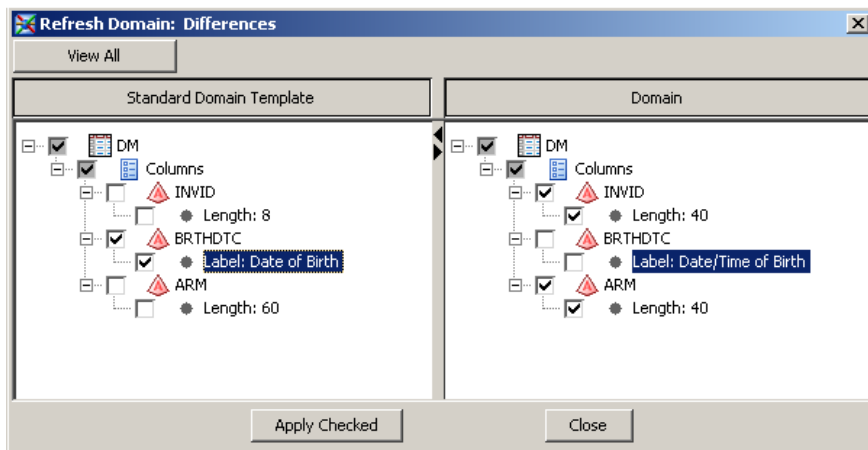 Refresh Domain: Differences
View All
Standard Domain Template
Domain
DM
Columns
INVID
Length: 8
BRTHDTC
Label: Date of Birth
ARM
Length: 60
DM
Columns
INVID
Length: 40
BRTHDTC
Label: Date/Time of Birth
ARM
Length: 40
Apply Checked
Close